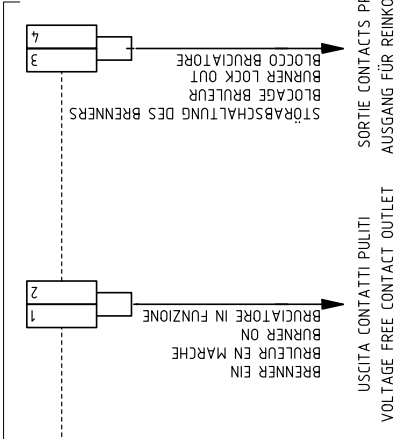 BRENNER EIN
BRULEUR EN MARCHE
BURNER ON
BRUCIATORE IN FUNZIONE
1
2
STÖRABSCHALTUNG DES BRENNERS
BLOCAGE BRULEUR
BURNER LOCK OUT
BLOCCO BRUCIATORE
3
4
USCITA CONTATTI PULITI
VOLTAGE FREE CONTACT OUTLET
SORTIE CONTACTS
AUSGANG FÜR